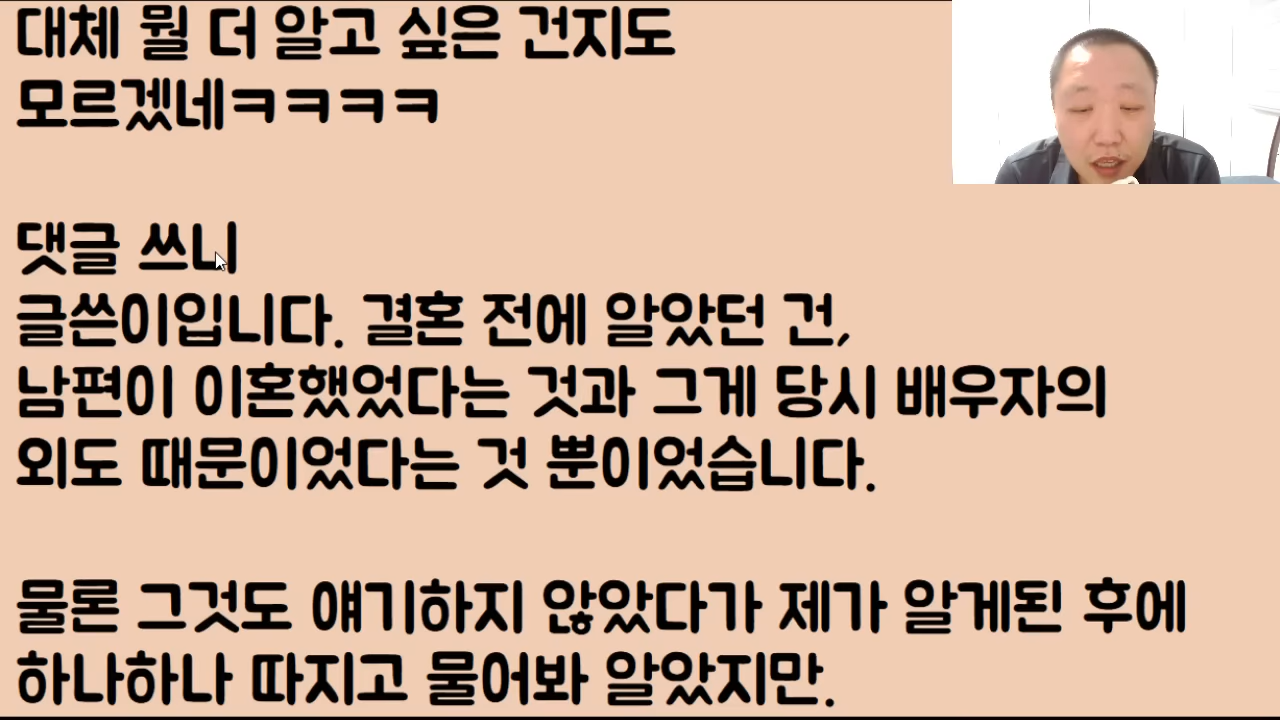 대체 뭘 더 알고 싶은 건지도
모르겠네ㅋㅋㅋㅋ
댓글 쓰니
글쓴이입니다. 결혼 전에 알았던 건,
남편이 이혼했었다는 것과 그게 당시 배우자의
외도 때문이었다는 것 뿐이었습니다.
물론 그것도 얘기하지 않았다가 제가 알게된 후에
하나하나 따지고 물어봐 알았지만.